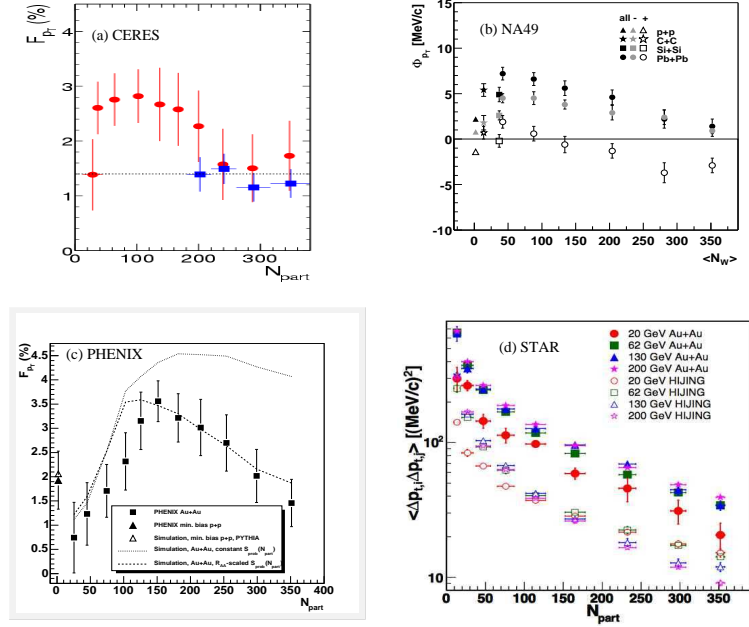 F_pT (%)
(a) CERES
4
3
2
1
0
0
100
200
300
N_part
Φ_pT [MeV/c]
(b) NA49
all - +
p+p
C+C
Si+Si
Pb+Pb
15
10
5
0
-5
-10
0 50 100 150 200 250 300 350
<N_W>
F_pT (%)
(c) PHENIX
4.5
4
3.5
3
2.5
2
1.5
1
0.5
0
PHENIX Au+Au
PHENIX min. bias p+p
Simulation, min. bias p+p, PYTHIA
Simulation, Au+Au, constant S_prob(N_part)
Simulation, Au+Au, R_AA-scaled S_prob(N_part)
0 50 100 150 200 250 300 350 400
N_part
<Δp_t,i Δp_t,j> [(MeV/c)²]
(d) STAR
20 GeV Au+Au
62 GeV Au+Au
130 GeV Au+Au
200 GeV Au+Au
20 GeV HIJING
62 GeV HIJING
130 GeV HIJING
200 GeV HIJING
10²
10
0 50 100 150 200 250 300 350
N_part